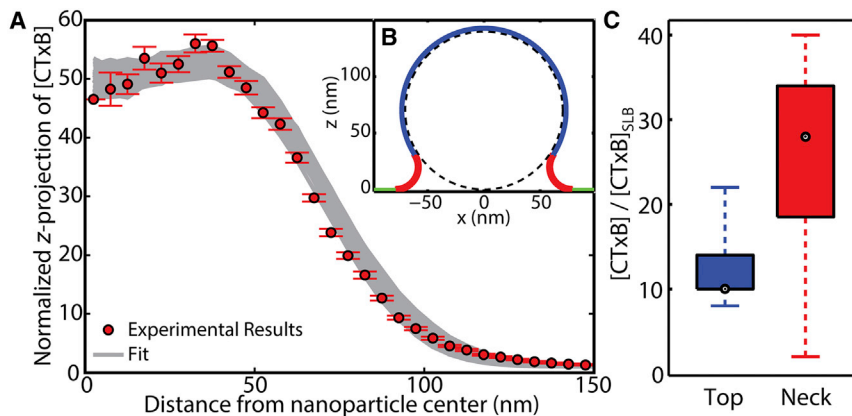 A
Normalized z-projection of [CTxB]
60
50
40
30
20
10
0
0
50
100
150
Distance from nanoparticle center (nm)
Experimental Results
Fit
B
z (nm)
100
50
0
−50
0
50
x (nm)
C
[CTxB] / [CTxB]SLB
40
30
20
10
0
Top
Neck